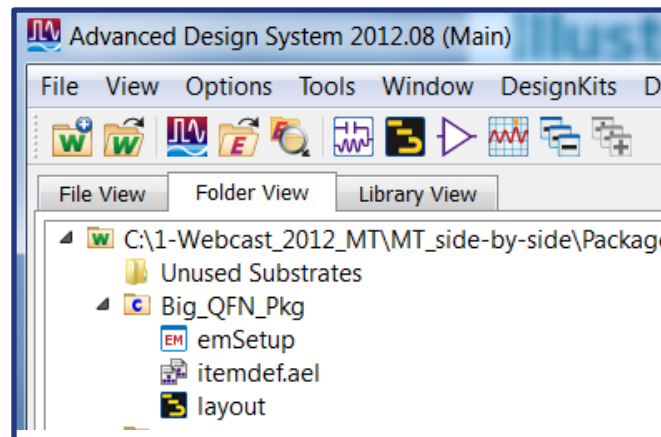 Advanced Design System 2012.08 (Main)
File View Options Tools Window DesignKits D
File View Folder View Library View
C:\1-Webcast_2012_MT\MT_side-by-side\Package
Unused Substrates
Big_QFN_Pkg
EM emSetup
itemdef.ael
layout